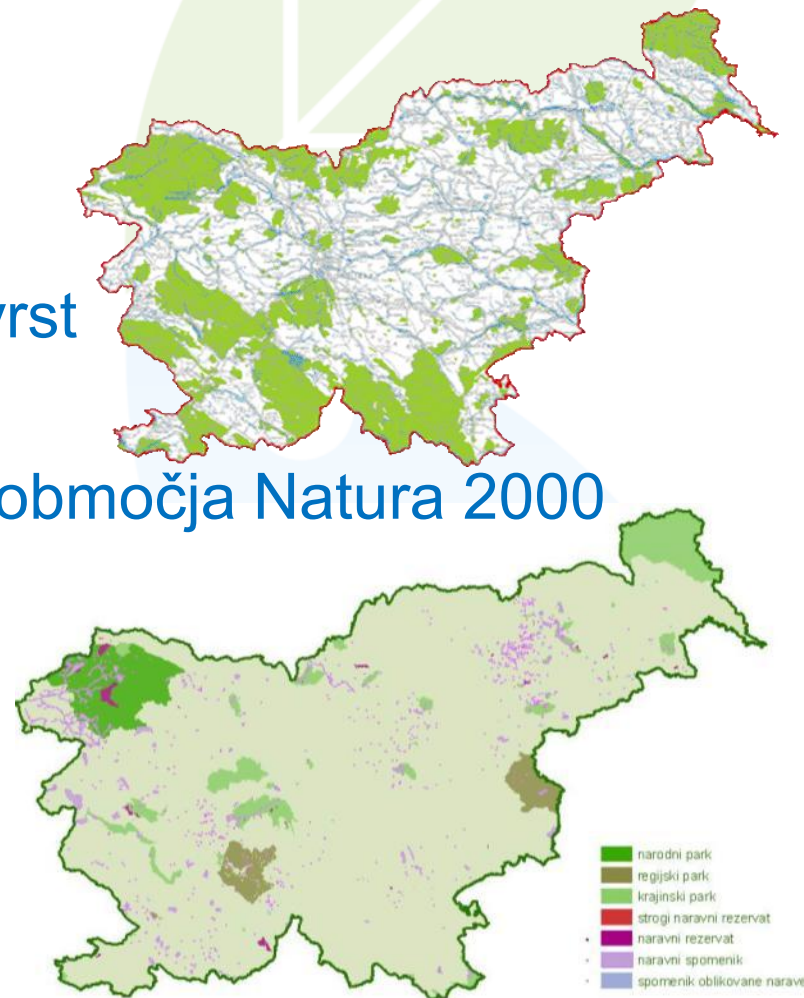 vrst
območja Natura 2000
narodni park
regijski park
krajinski park
strogi naravni rezervat
naravni rezervat
naravni spomenik
spomenik oblikovane narave